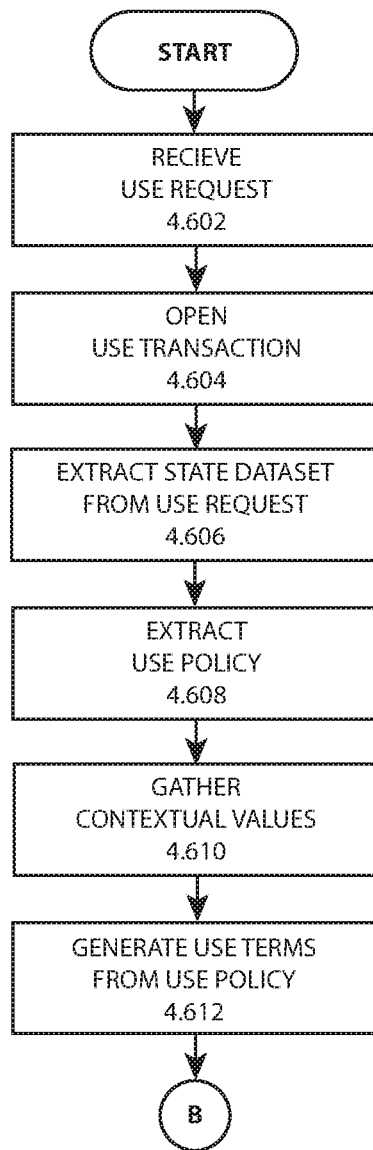 START
RECIEVE
USE REQUEST
4.602
OPEN
USE TRANSACTION
4.604
EXTRACT STATE DATASET
FROM USE REQUEST
4.606
EXTRACT
USE POLICY
4.608
GATHER
CONTEXTUAL VALUES
4.610
GENERATE USE TERMS
FROM USE POLICY
4.612
B